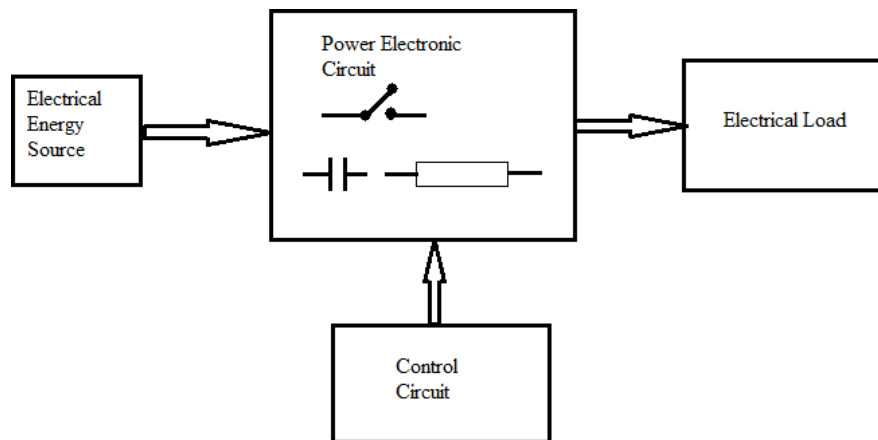 Power Electronic
Circuit
Electrical
Energy
Source
Electrical Load
Control
Circuit